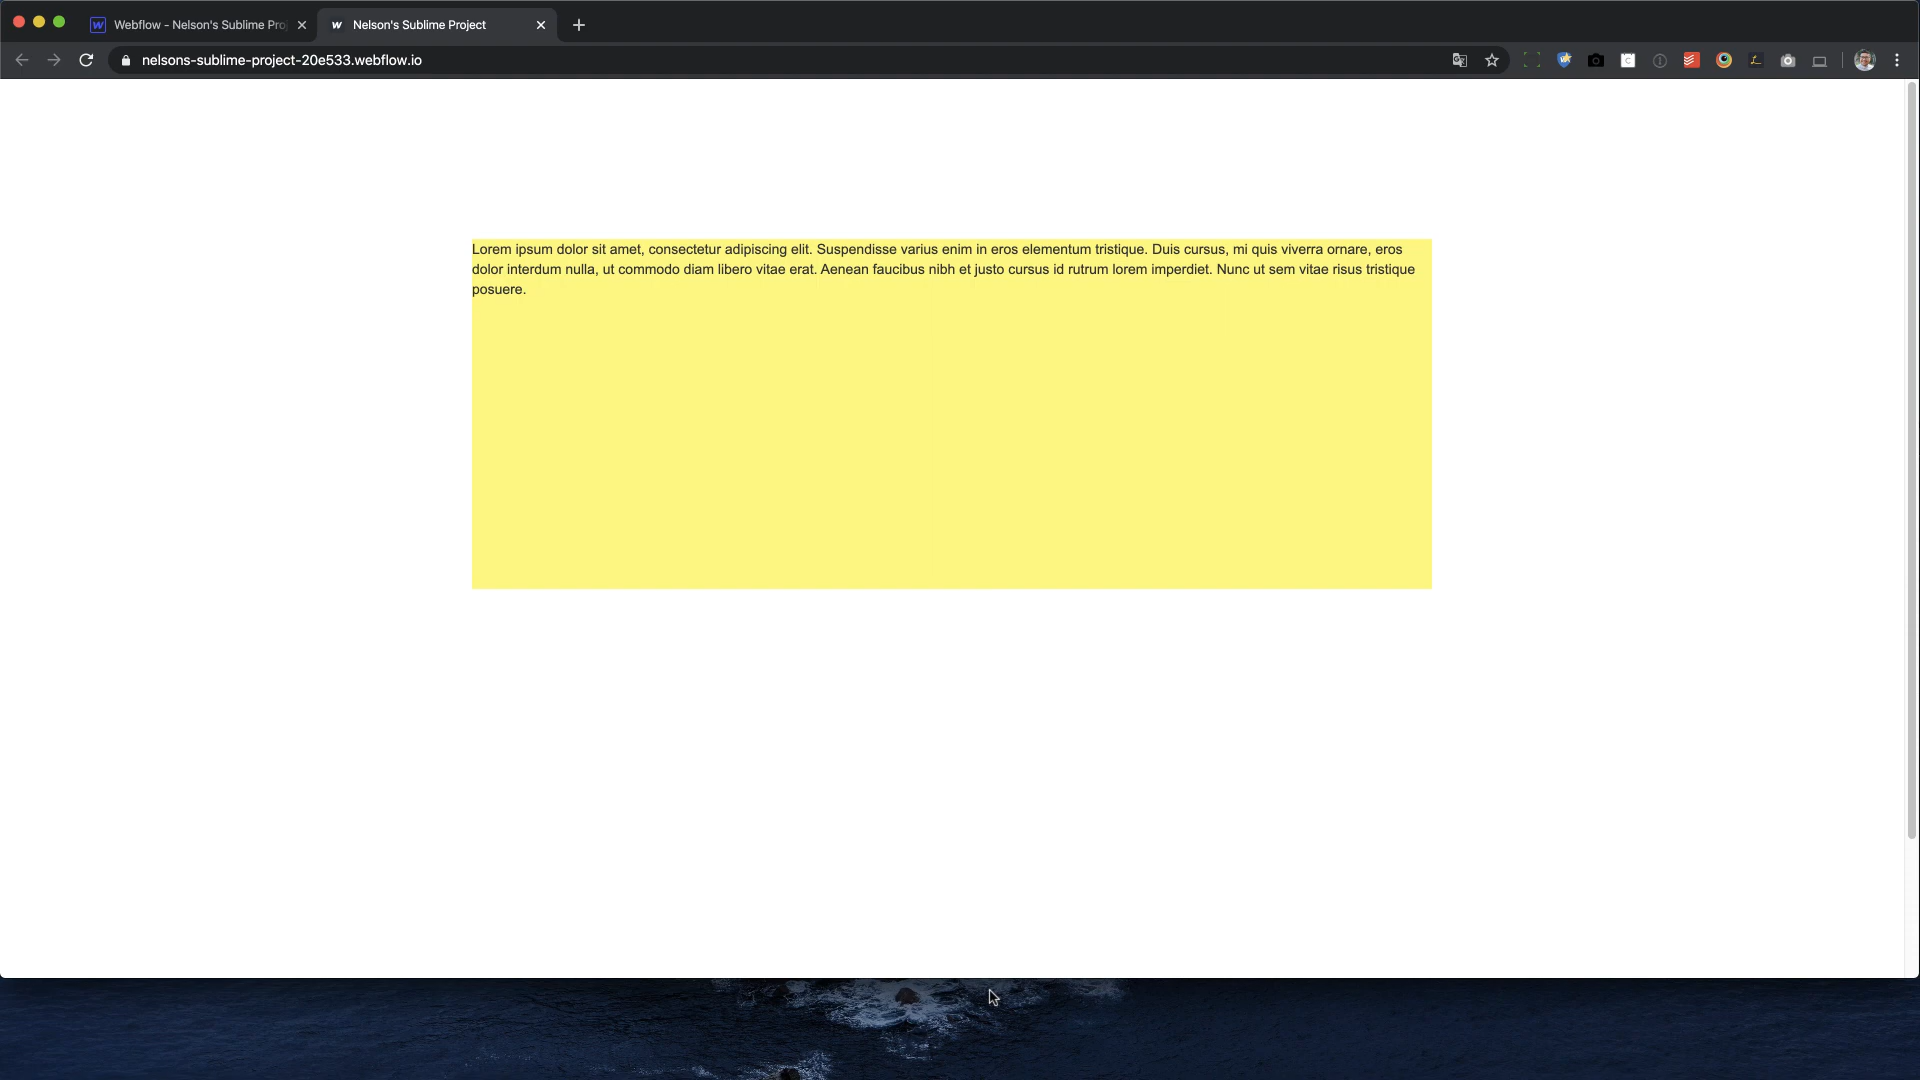 Webflow - Nelson's Sublime Pro
Nelson's Sublime Project
nelsons-sublime-project-20e533.webflow.io
Lorem ipsum dolor sit amet, consectetur adipiscing elit. Suspendisse varius enim in eros elementum tristique. Duis cursus, mi quis viverra ornare, eros
dolor interdum nulla, ut commodo diam libero vitae erat. Aenean faucibus nibh et justo cursus id rutrum lorem imperdiet. Nunc ut sem vitae risus tristique
posuere.